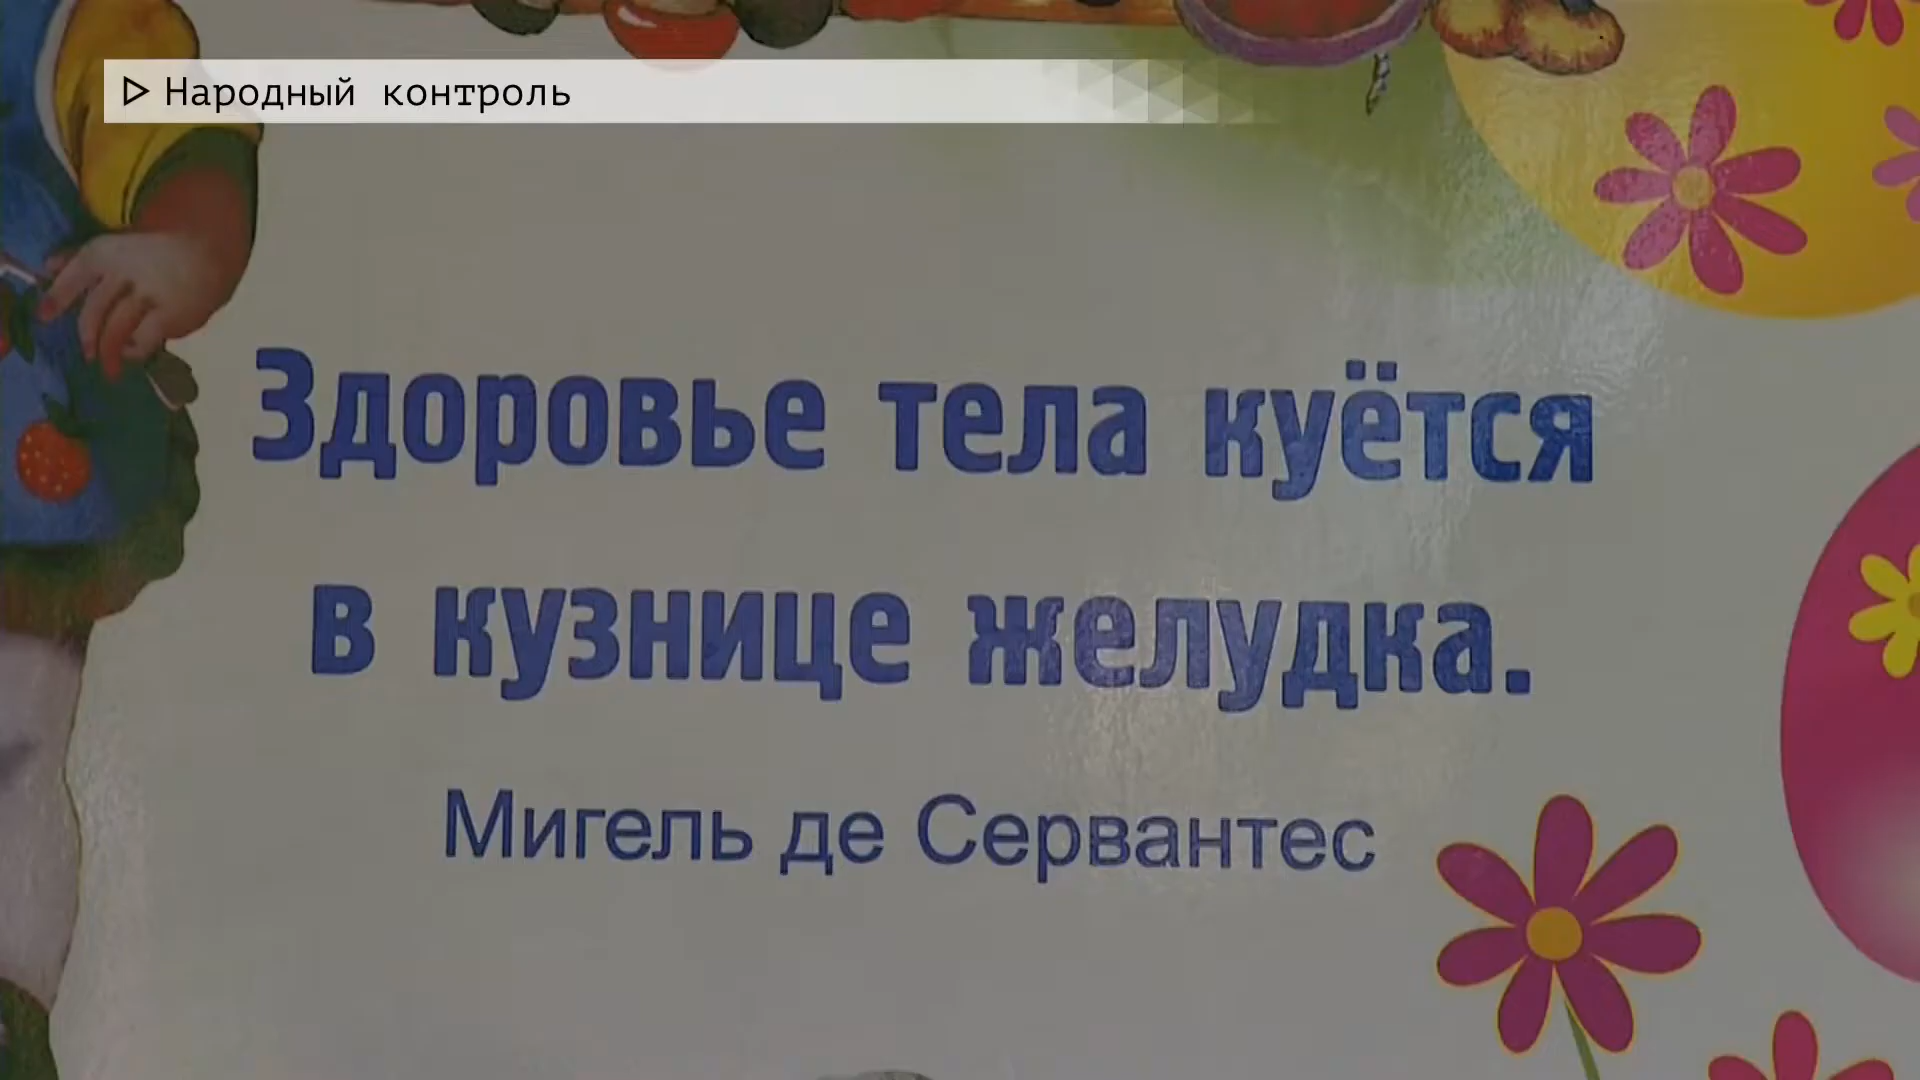 Народный контроль
Здоровье тела куётся
в кузнице желудка.
Мигель де Сервантес